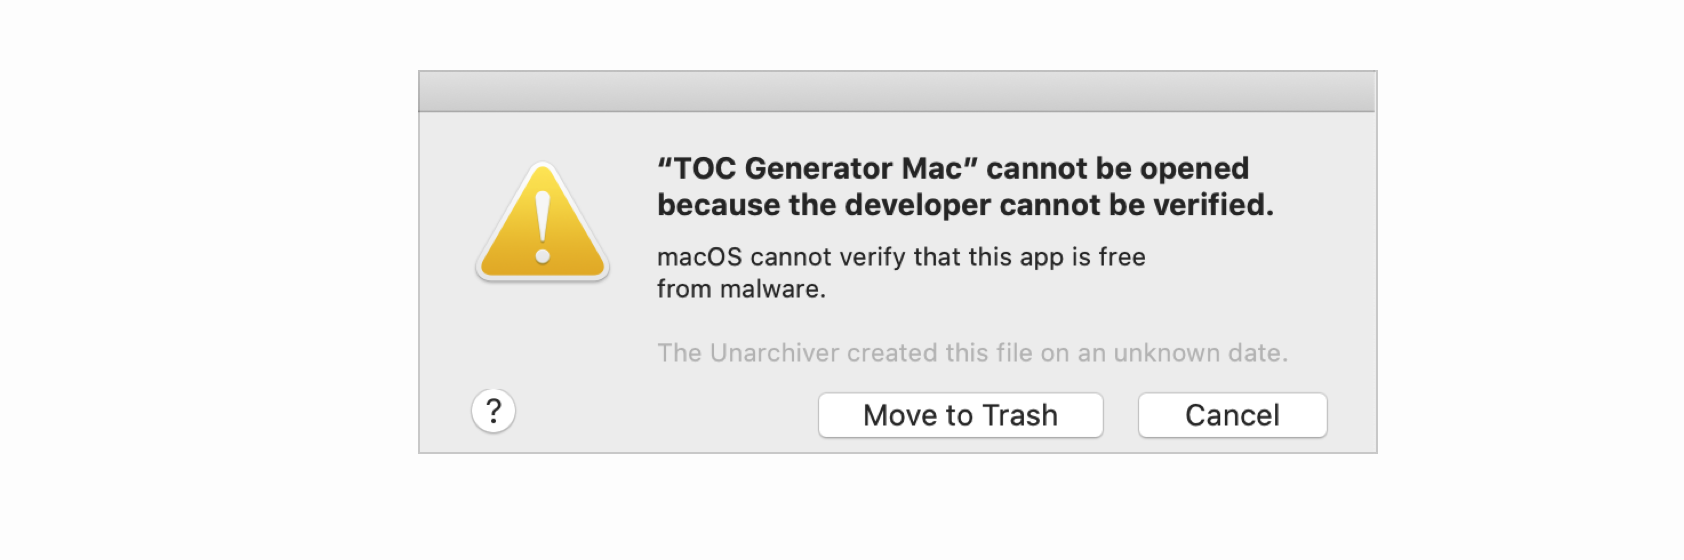 “TOC Generator Mac” cannot be opened
because the developer cannot be verified.
macOS cannot verify that this app is free
from malware.
The Unarchiver created this file on an unknown date.
?
Move to Trash
Cancel